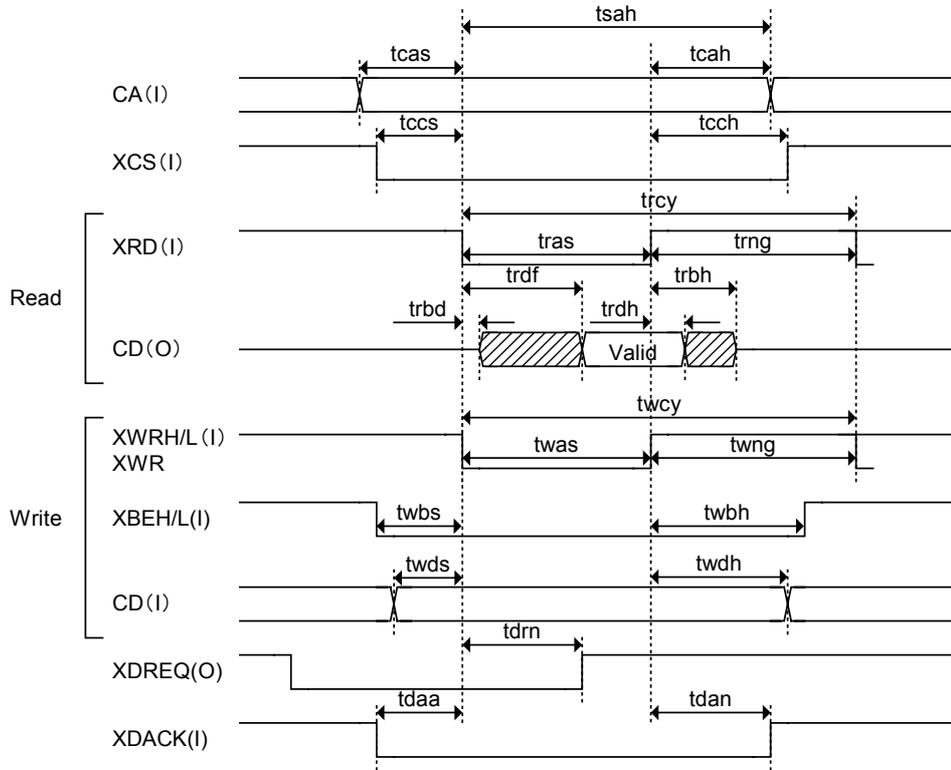 tsah
tcas tcah
CA(I)
tccs tcch
XCS(I)
trcy
XRD(I) tras trng
Read
trdf trbh
trbd trdh
CD(O) Valid
twcy
XWRH/L(I)
XWR twas twng
Write
XBEH/L(I) twbs twbh
twds twdh
CD(I)
tdrn
XDREQ(O)
tdaa tdan
XDACK(I)